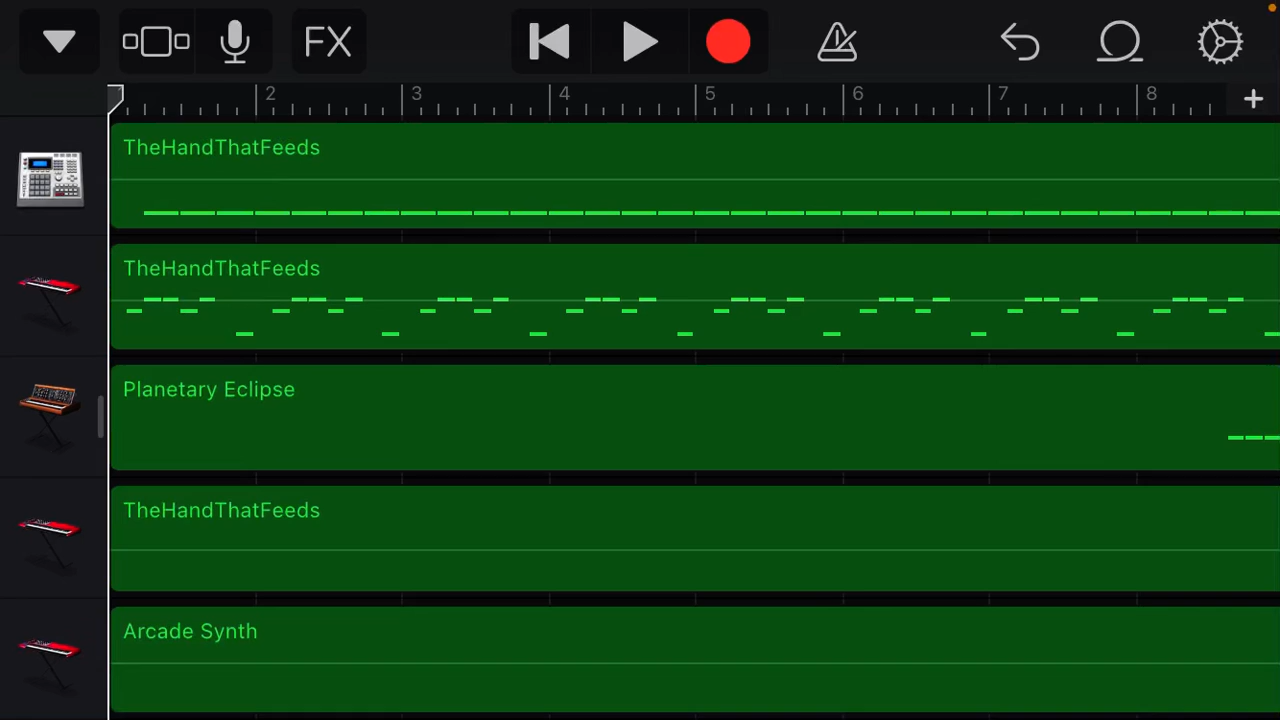 FX
2 3 4 5 6 7 8 +
TheHandThatFeeds
TheHandThatFeeds
Planetary Eclipse
TheHandThatFeeds
Arcade Synth